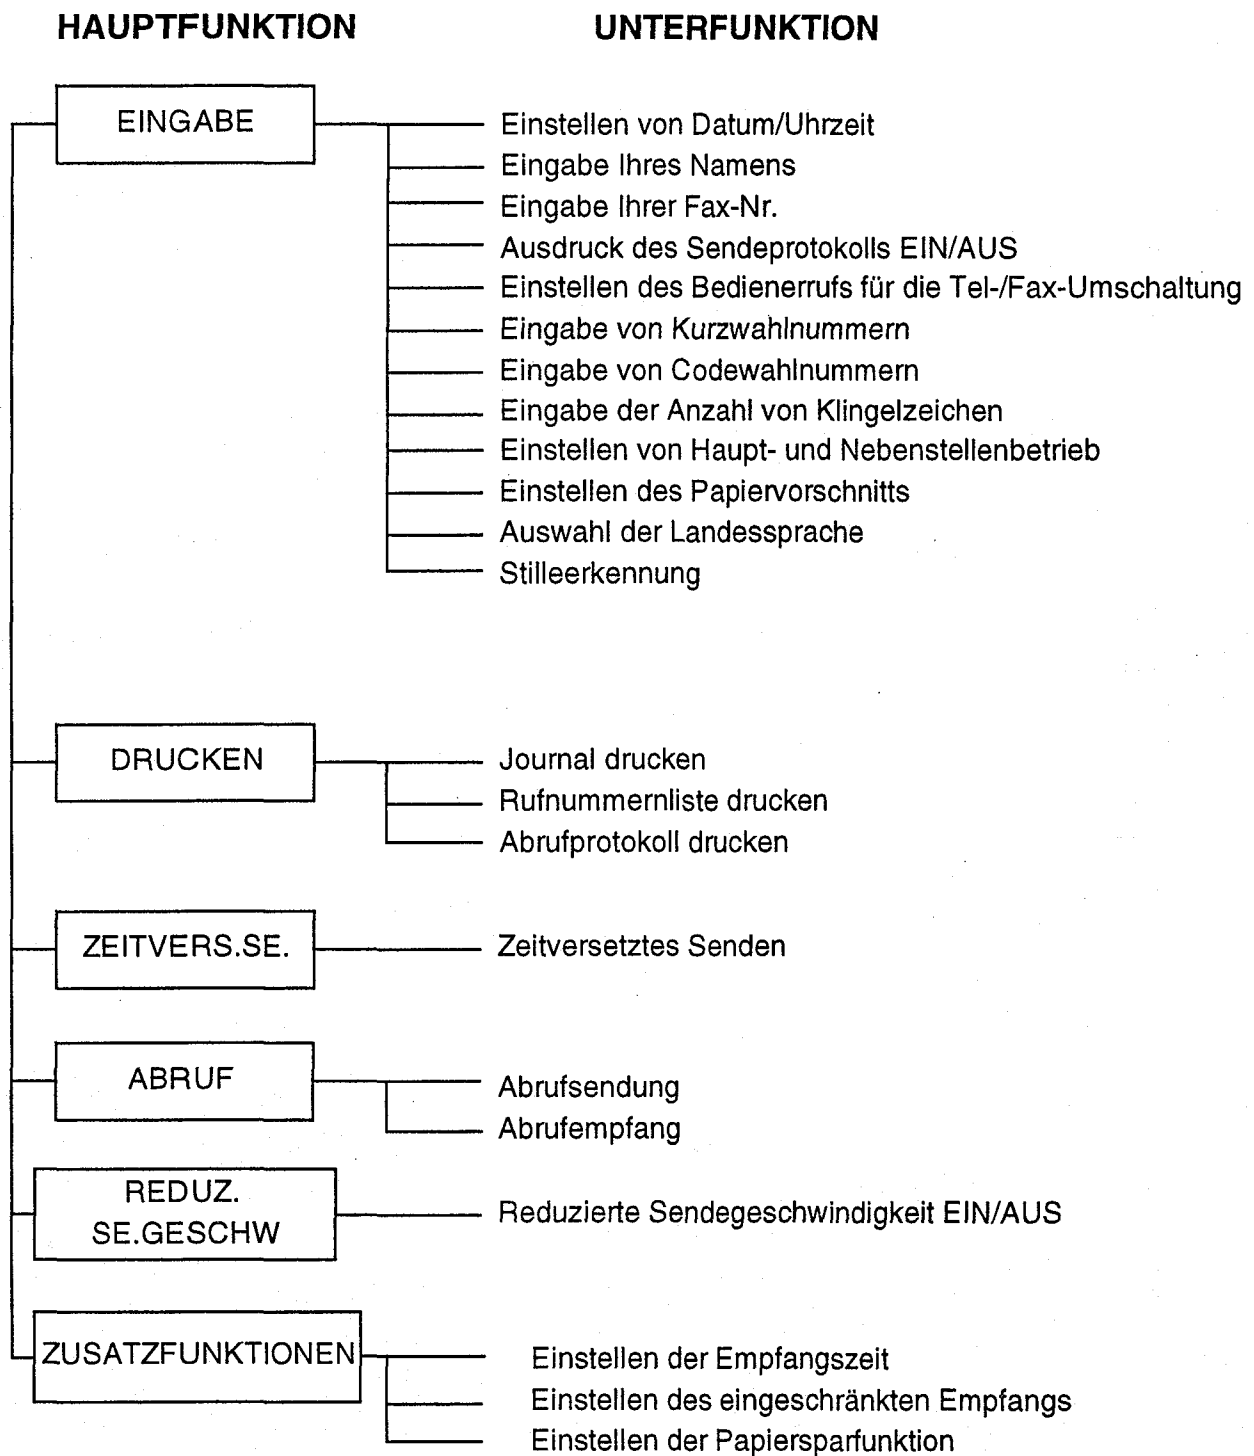 HAUPTFUNKTION UNTERFUNKTION
EINGABE
Einstellen von Datum/Uhrzeit
Eingabe Ihres Namens
Eingabe Ihrer Fax-Nr.
Ausdruck des Sendeprotokolls EIN/AUS
Einstellen des Bedienerrufs für die Tel-/Fax-Umschaltung
Eingabe von Kurzwahlnummern
Eingabe von Codewahlnummern
Eingabe der Anzahl von Klingelzeichen
Einstellen von Haupt- und Nebenstellenbetrieb
Einstellen des Papiervorschnitts
Auswahl der Landessprache
Stilleerkennung
DRUCKEN
Journal drucken
Rufnummernliste drucken
Abrufprotokoll drucken
ZEITVERS.SE.
Zeitversetztes Senden
ABRUF
Abrufsendung
Abrufempfang
REDUZ.
SE.GESCHW
Reduzierte Sendegeschwindigkeit EIN/AUS
ZUSATZFUNKTIONEN
Einstellen der Empfangszeit
Einstellen des eingeschränkten Empfangs
Einstellen der Papiersparfunktion